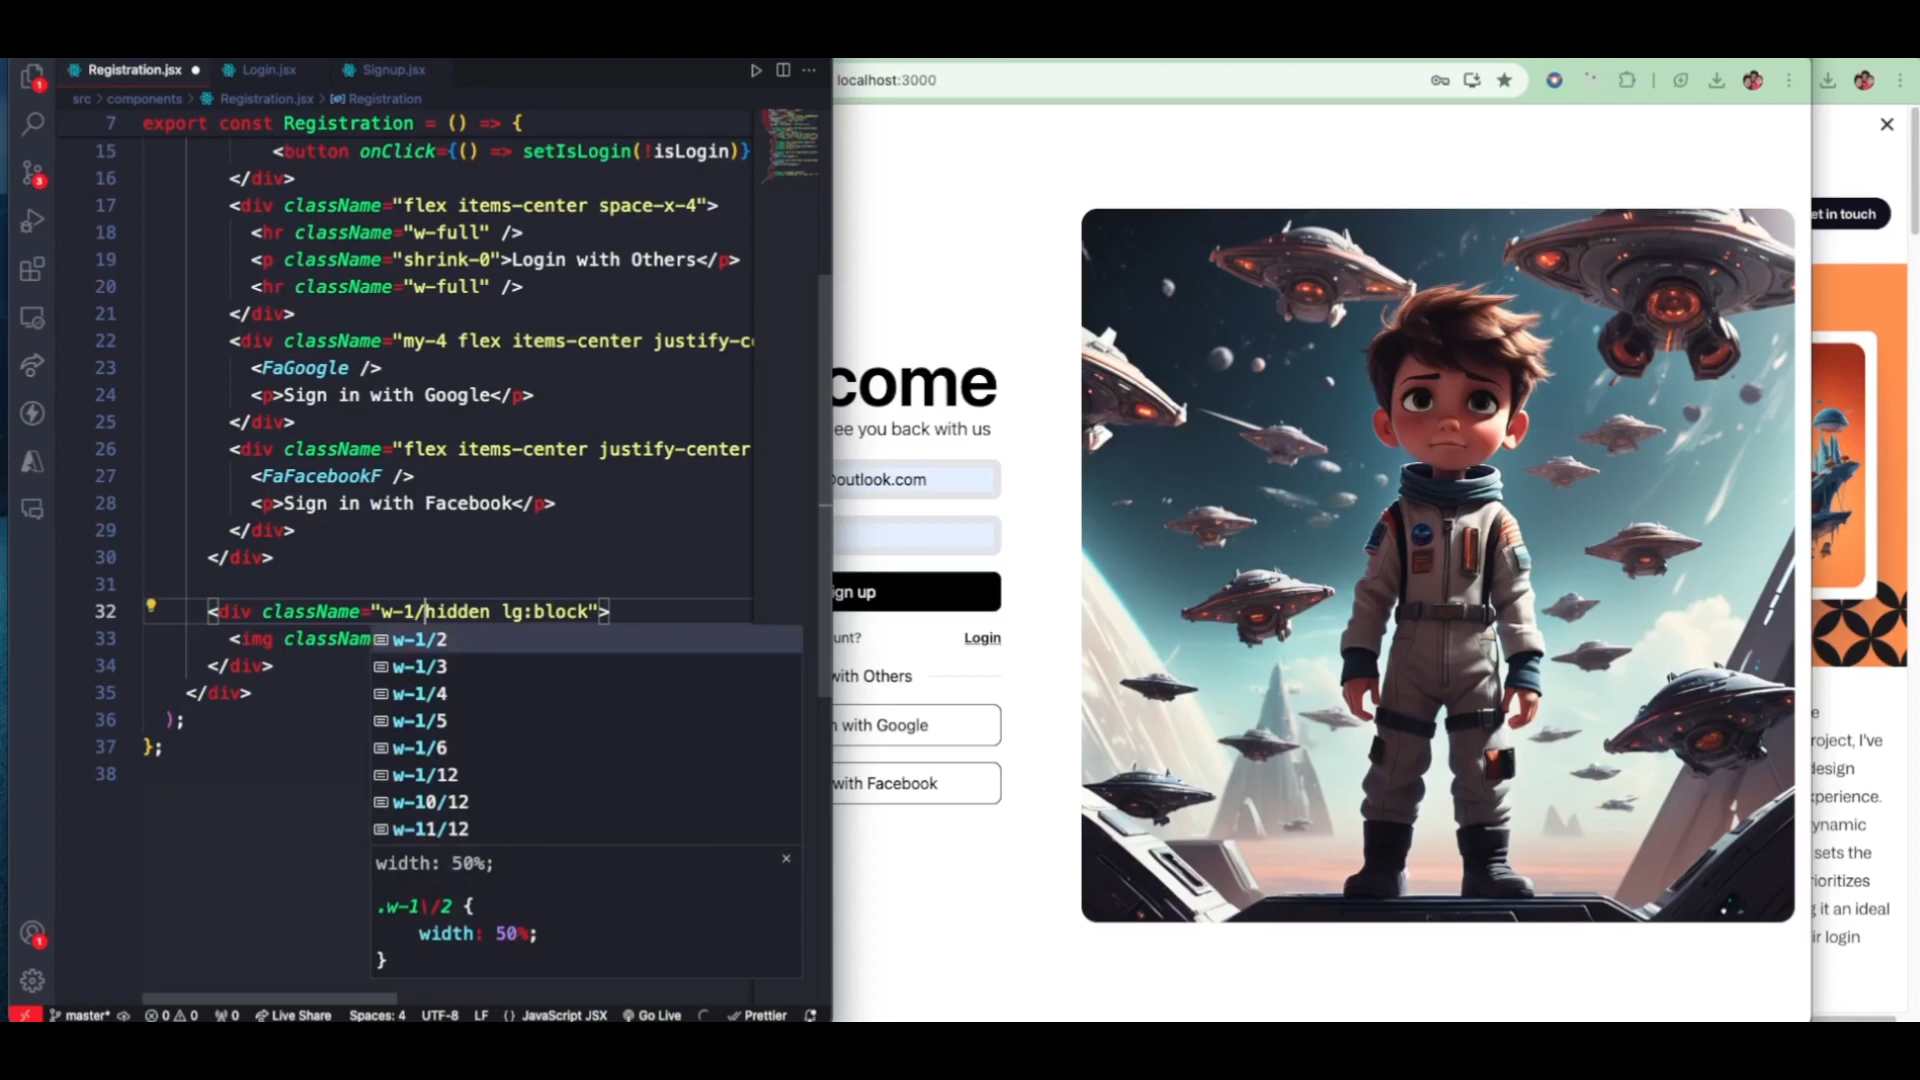 Registration.jsx
Login.jsx
Signup.jsx
src > components > Registration.jsx > Registration
7 export const Registration = () => {
15 <button onClick={() => setIsLogin(!isLogin)}
16 </div>
17 <div className="flex items-center space-x-4">
18 <hr className="w-full" />
19 <p className="shrink-0">Login with Others</p>
20 <hr className="w-full" />
21 </div>
22 <div className="my-4 flex items-center justify-c
23 <FaGoogle />
24 <p>Sign in with Google</p>
25 </div>
26 <div className="flex items-center justify-center
27 <FaFacebookF />
28 <p>Sign in with Facebook</p>
29 </div>
30 </div>
31
32 <div className="w-1/hidden lg:block">
33 <img classNam
34 </div>
35 </div>
36 );
37 };
38
w-1/2
w-1/3
w-1/4
w-1/5
w-1/6
w-1/12
w-10/12
w-11/12
width: 50%;
.w-1\/2 {
width: 50%;
}
1
3
1
master* 0 0 0 Live Share Spaces: 4 UTF-8 LF {} JavaScript JSX Go Live Prettier
localhost:3000
come
ee you back with us
outlook.com
gn up
unt? Login
with Others
n with Google
with Facebook
et in touch
e
roject, I've
design
xperience.
ynamic
sets the
rioritizes
g it an ideal
ir login